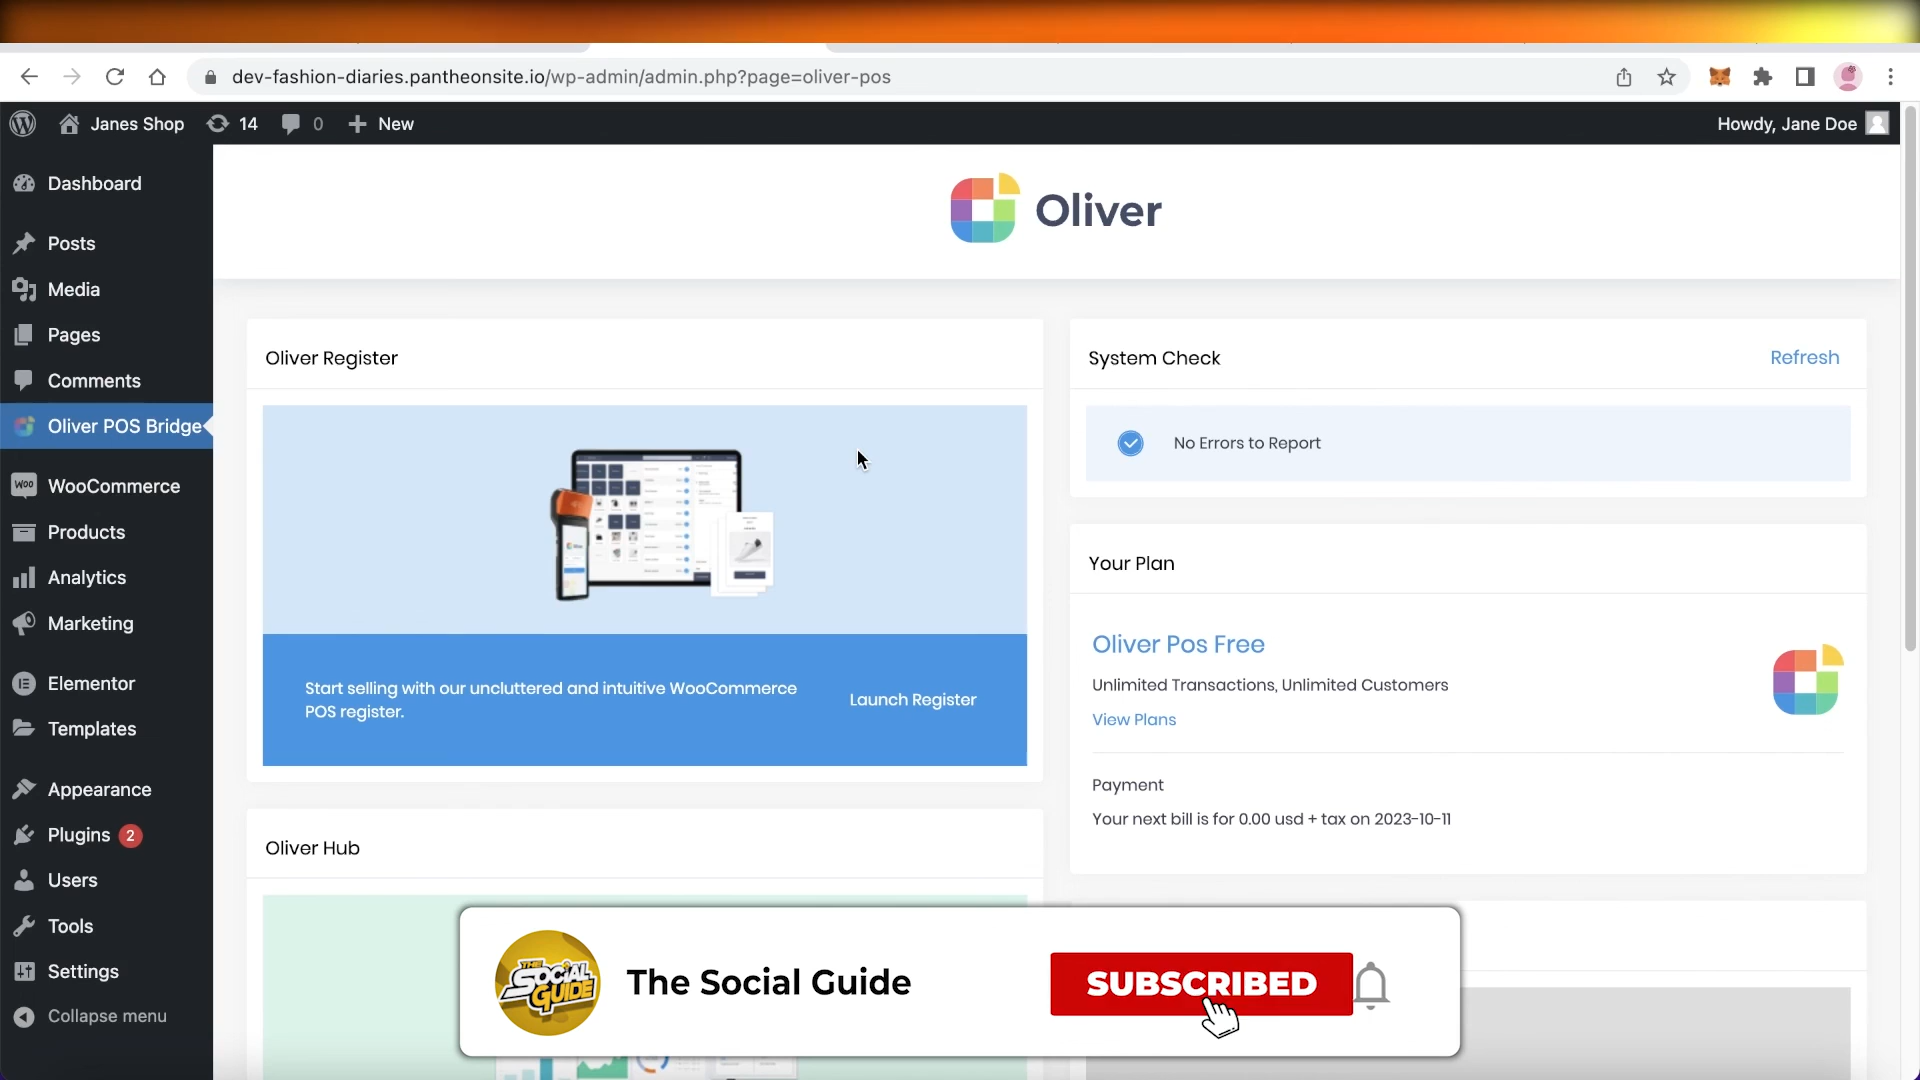 dev-fashion-diaries.pantheonsite.io/wp-admin/admin.php?page=oliver-pos
Janes Shop
14
0
New
Howdy, Jane Doe
Dashboard
Posts
Media
Pages
Comments
Oliver POS Bridge
Woo
WooCommerce
Products
Analytics
Marketing
Elementor
Templates
Appearance
Plugins 2
Users
Tools
Settings
Collapse menu
Oliver
Oliver Register
Start selling with our uncluttered and intuitive WooCommerce
POS register.
Launch Register
Oliver Hub
System Check
Refresh
No Errors to Report
Your Plan
Oliver Pos Free
Unlimited Transactions, Unlimited Customers
View Plans
Payment
Your next bill is for 0.00 usd + tax on 2023-10-11
THE
SOCIAL
GUIDE
The Social Guide
SUBSCRIBED